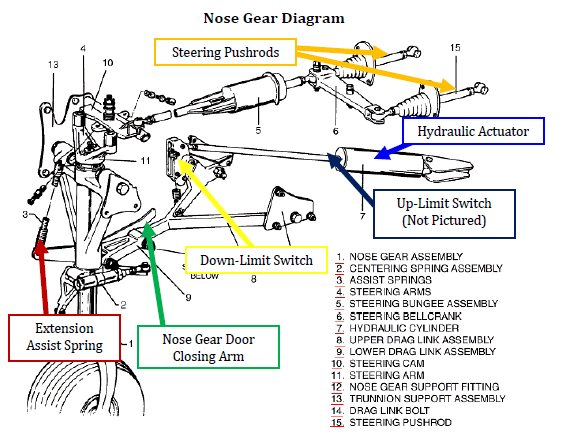 Nose Gear Diagram
Steering Pushrods
4
10
13
15
5
6
Hydraulic Actuator
11
3
7
Up-Limit Switch
(Not Pictured)
Down-Limit Switch
BELOW
8
9
2
Extension
Assist Spring
Nose Gear Door
Closing Arm
1
1. NOSE GEAR ASSEMBLY
2. CENTERING SPRING ASSEMBLY
3. ASSIST SPRINGS
4. STEERING ARMS
5. STEERING BUNGEE ASSEMBLY
6. STEERING BELLCRANK
7. HYDRAULIC CYLINDER
8. UPPER DRAG LINK ASSEMBLY
9. LOWER DRAG LINK ASSEMBLY
10. STEERING CAM
11. STEERING ARM
12. NOSE GEAR SUPPORT FITTING
13. TRUNNION SUPPORT ASSEMBLY
14. DRAG LINK BOLT
15. STEERING PUSHROD